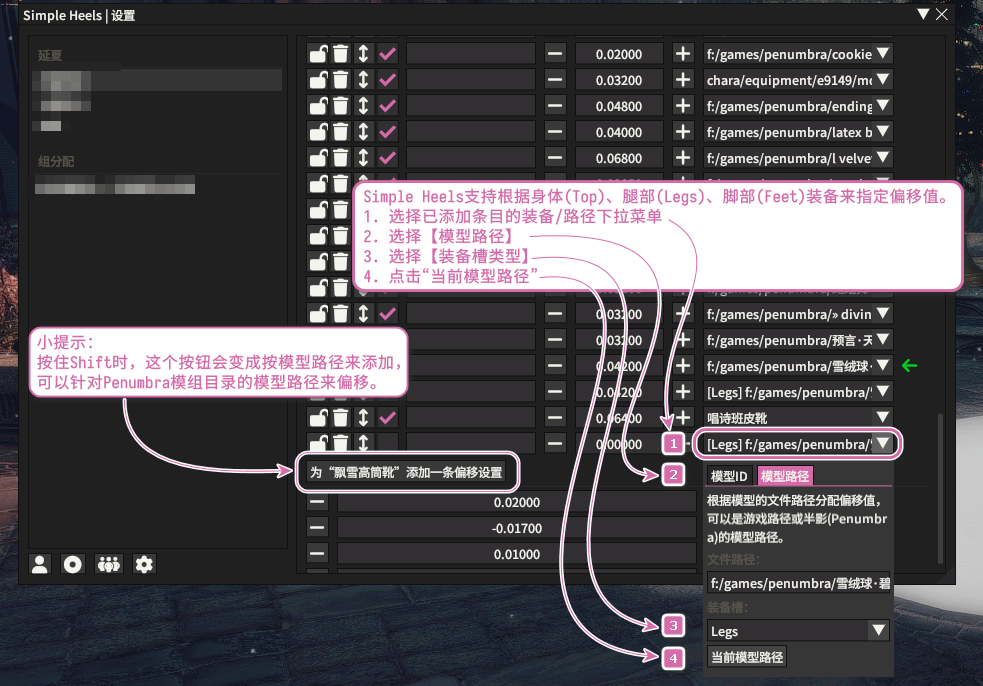 Simple Heels | 设置
延夏
组分配
0.02000
f:/games/penumbra/cookie
0.03200
chara/equipment/e9149/mo
0.04800
f:/games/penumbra/ending
0.04000
f:/games/penumbra/latex b
0.06800
f:/games/penumbra/l velve
Simple Heels支持根据身体(Top)、腿部(Legs)、脚部(Feet)装备来指定偏移值。
1. 选择已添加条目的装备/路径下拉菜单
2. 选择【模型路径】
3. 选择【装备槽类型】
4. 点击“当前模型路径”
0.03200
f:/games/penumbra/» divin
0.03200
f:/games/penumbra/预言·天
0.04200
f:/games/penumbra/雪绒球·
0.06200
[Legs] f:/games/penumbra/
0.06400
唱诗班皮靴
0.00000
[Legs] f:/games/penumbra/
小提示：
按住Shift时，这个按钮会变成按模型路径来添加，
可以针对Penumbra模组目录的模型路径来偏移。
1
2
为“飘雪高筒靴”添加一条偏移设置
0.02000
-0.01700
0.01000
模型ID
模型路径
根据模型的文件路径分配偏移值，
可以是游戏路径或半影(Penumbr
a)的模型路径。
文件路径：
f:/games/penumbra/雪绒球·碧
装备槽：
3
Legs
4
当前模型路径